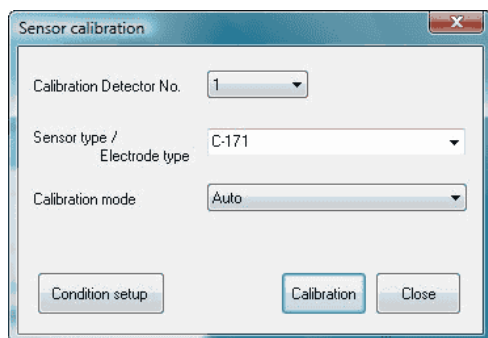 Sensor calibration
Calibration Detector No.
1
Sensor type /
Electrode type
C-171
Calibration mode
Auto
Condition setup
Calibration
Close